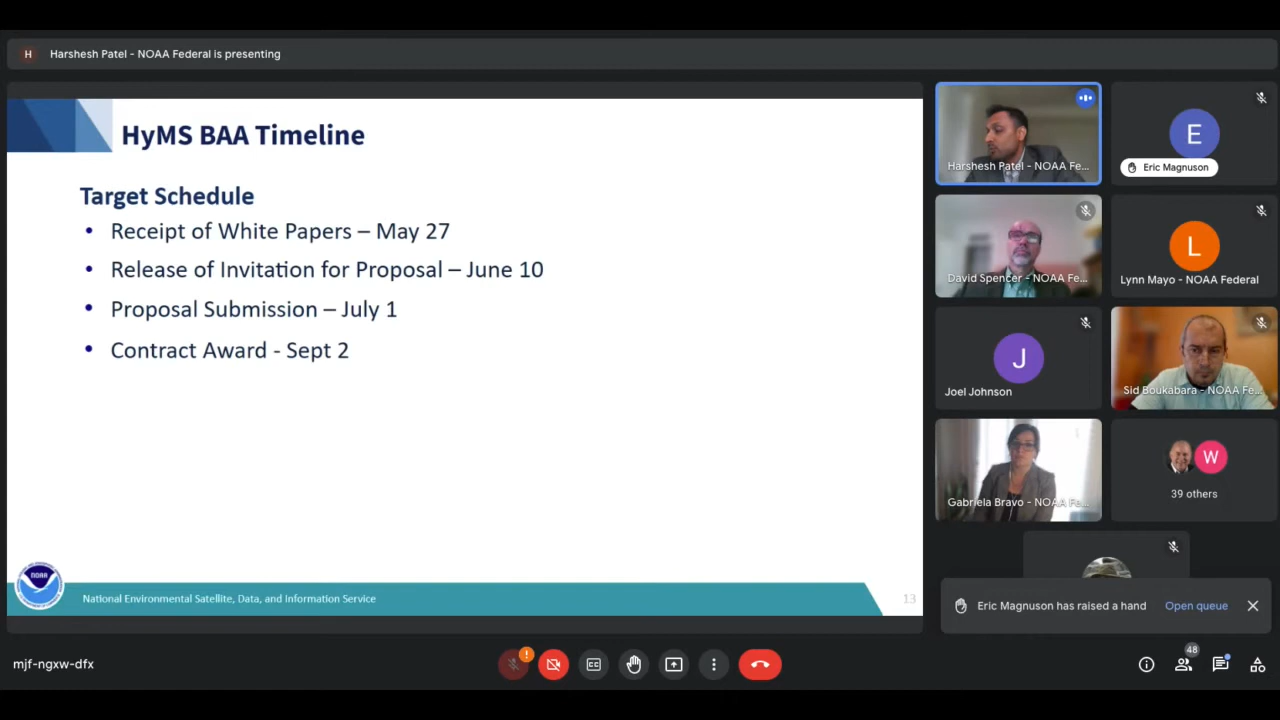 H Harshesh Patel - NOAA Federal is presenting
HyMS BAA Timeline
Target Schedule
• Receipt of White Papers – May 27
• Release of Invitation for Proposal – June 10
• Proposal Submission – July 1
• Contract Award - Sept 2
NOAA
National Environmental Satellite, Data, and Information Service
13
Harshesh Patel - NOAA Fe...
E
Eric Magnuson
David Spencer - NOAA Fe...
L
Lynn Mayo - NOAA Federal
J
Joel Johnson
Sid Boukabara - NOAA Fe...
Gabriela Bravo - NOAA Fe...
W
39 others
Eric Magnuson has raised a hand Open queue
mjf-ngxw-dfx
CC
48